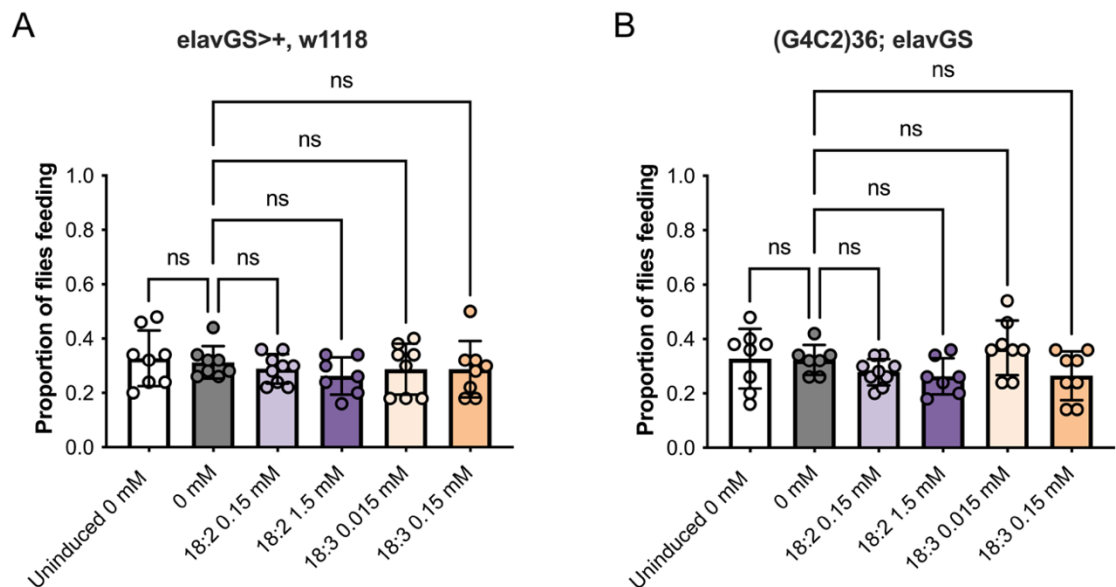 A
elavGS>+, w1118
ns
ns
ns
ns
ns
Proportion of flies feeding
1.0
0.8
0.6
0.4
0.2
0.0
Uninduced 0 mM
0 mM
18:2 0.15 mM
18:2 1.5 mM
18:3 0.015 mM
18:3 0.15 mM
B
(G4C2)36; elavGS
ns
ns
ns
ns
ns
Proportion of flies feeding
1.0
0.8
0.6
0.4
0.2
0.0
Uninduced 0 mM
0 mM
18:2 0.15 mM
18:2 1.5 mM
18:3 0.015 mM
18:3 0.15 mM